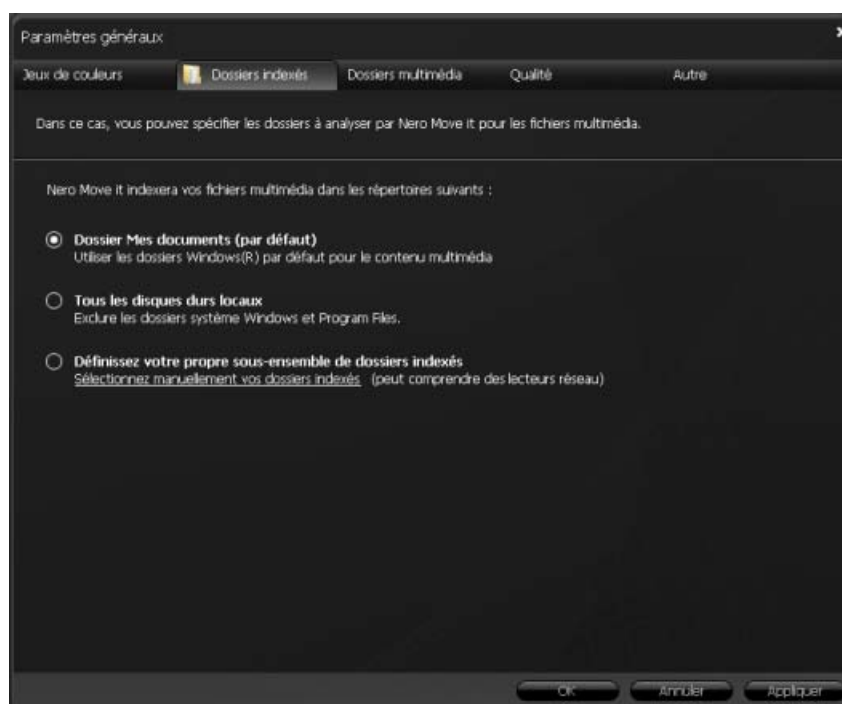 Paramètres généraux
Jeux de couleurs Dossiers indexés Dossiers multimédia Qualité Autre
Dans ce cas, vous pouvez spécifier les dossiers à analyser par Nero Move it pour les fichiers multimédia.
Nero Move it indexera vos fichiers multimédia dans les répertoires suivants :
Dossier Mes documents (par défaut)
Utiliser les dossiers Windows(R) par défaut pour le contenu multimédia
Tous les disques durs locaux
Exclure les dossiers système Windows et Program Files.
Définissez votre propre sous-ensemble de dossiers indexés
Sélectionnez manuellement vos dossiers indexés (peut comprendre des lecteurs réseau)
OK Annuler Appliquer